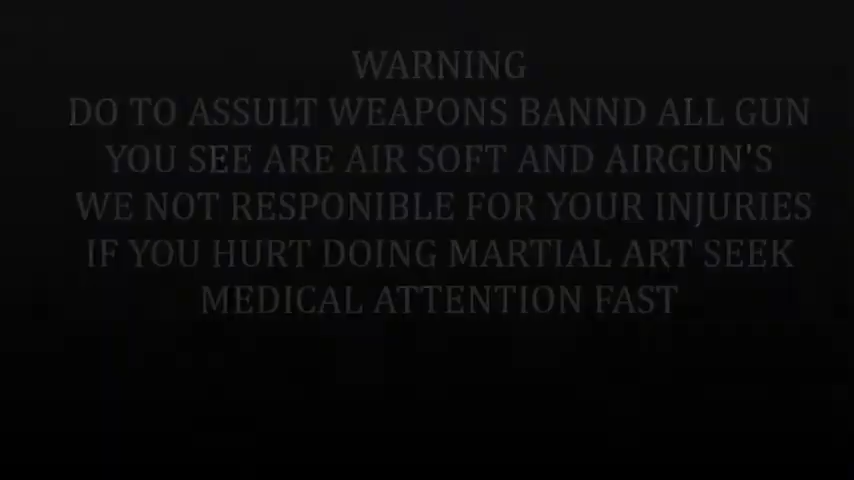 WARNING
DO TO ASSULT WEAPONS BANND ALL GUN
YOU SEE ARE AIR SOFT AND AIRGUN'S
WE NOT RESPONIBLE FOR YOUR INJURIES
IF YOU HURT DOING MARTIAL ART SEEK
MEDICAL ATTENTION FAST